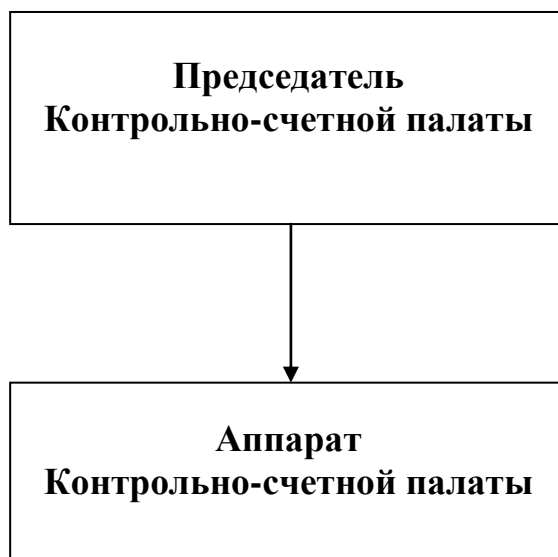 Председатель
Контрольно-счетной палаты
Аппарат
Контрольно-счетной палаты